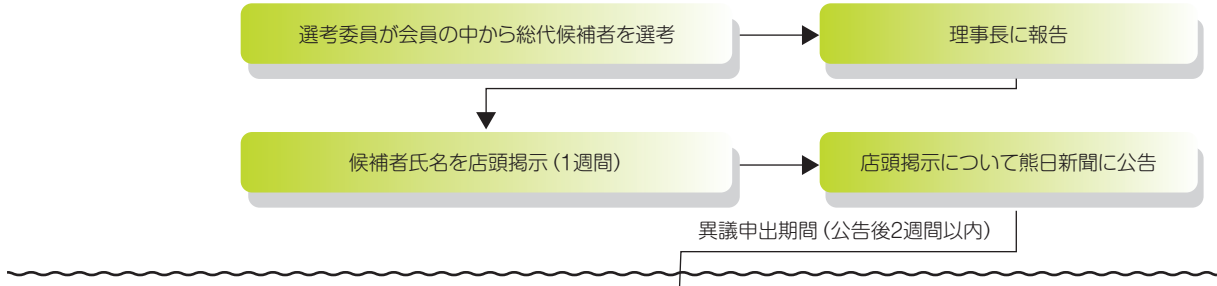 選考委員が会員の中から総代候補者を選考
理事長に報告
候補者氏名を店頭掲示（1週間）
店頭掲示について熊日新聞に公告
異議申出期間（公告後2週間以内）